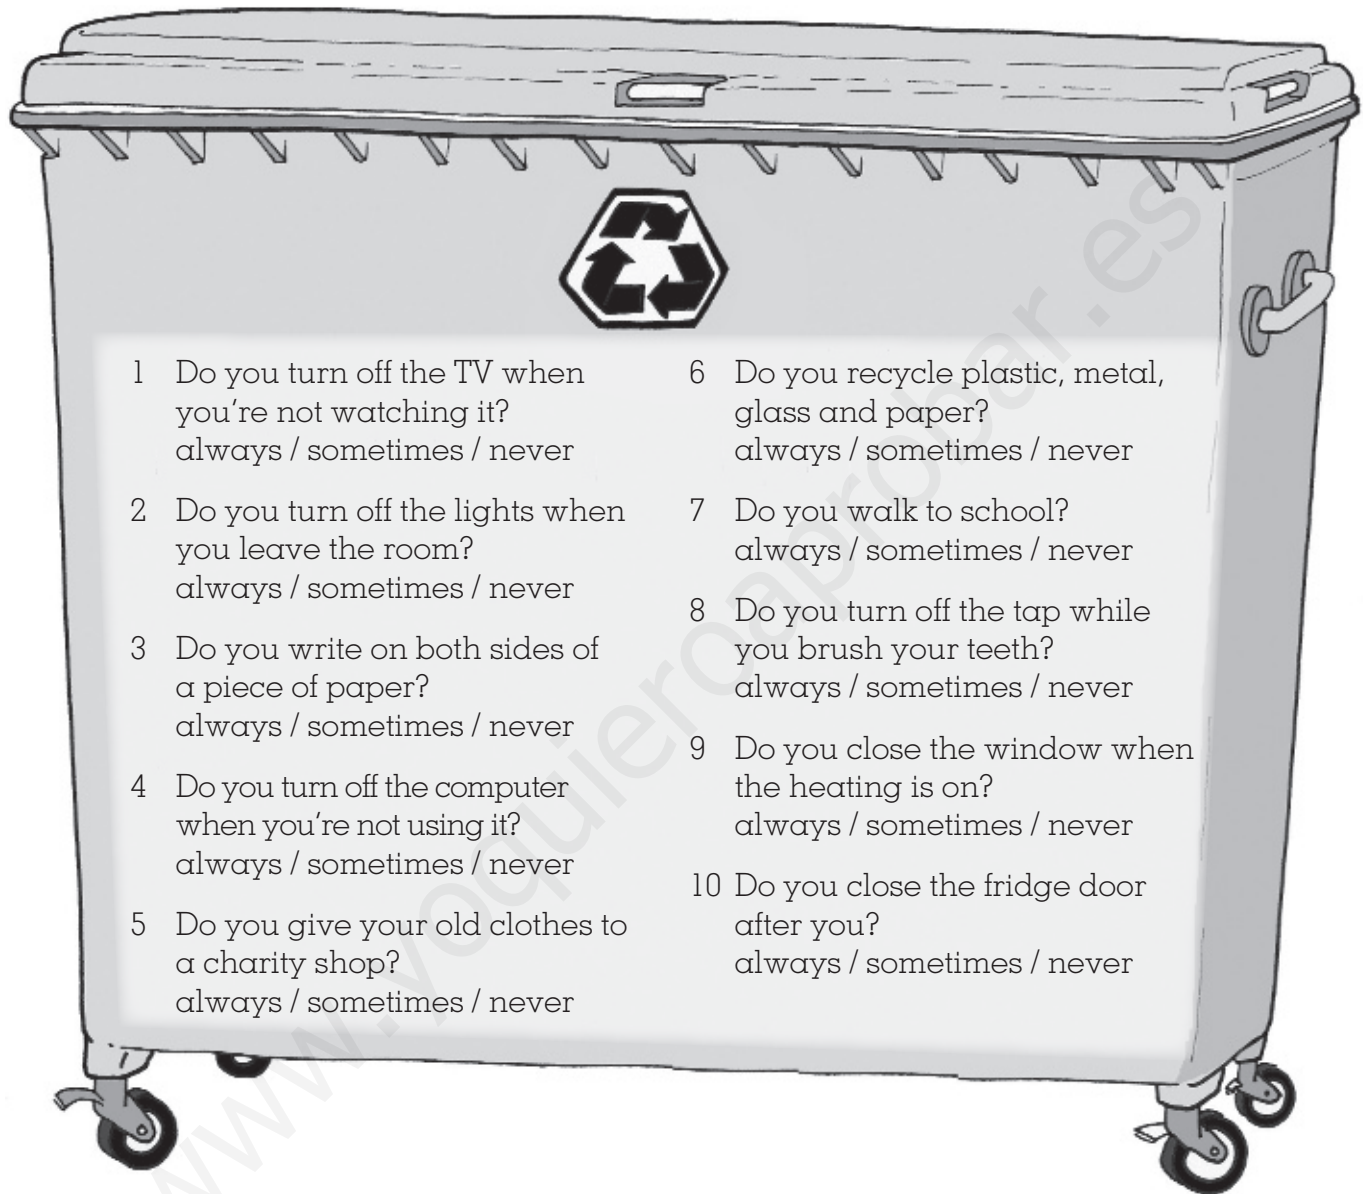 1 Do you turn off the TV when
you're not watching it?
always / sometimes / never
2 Do you turn off the lights when
you leave the room?
always / sometimes / never
3 Do you write on both sides of
a piece of paper?
always / sometimes / never
4 Do you turn off the computer
when you're not using it?
always / sometimes / never
5 Do you give your old clothes to
a charity shop?
always / sometimes / never
6 Do you recycle plastic, metal,
glass and paper?
always / sometimes / never
7 Do you walk to school?
always / sometimes / never
8 Do you turn off the tap while
you brush your teeth?
always / sometimes / never
9 Do you close the window when
the heating is on?
always / sometimes / never
10 Do you close the fridge door
after you?
always / sometimes / never
www.yoquieroaprobar.es